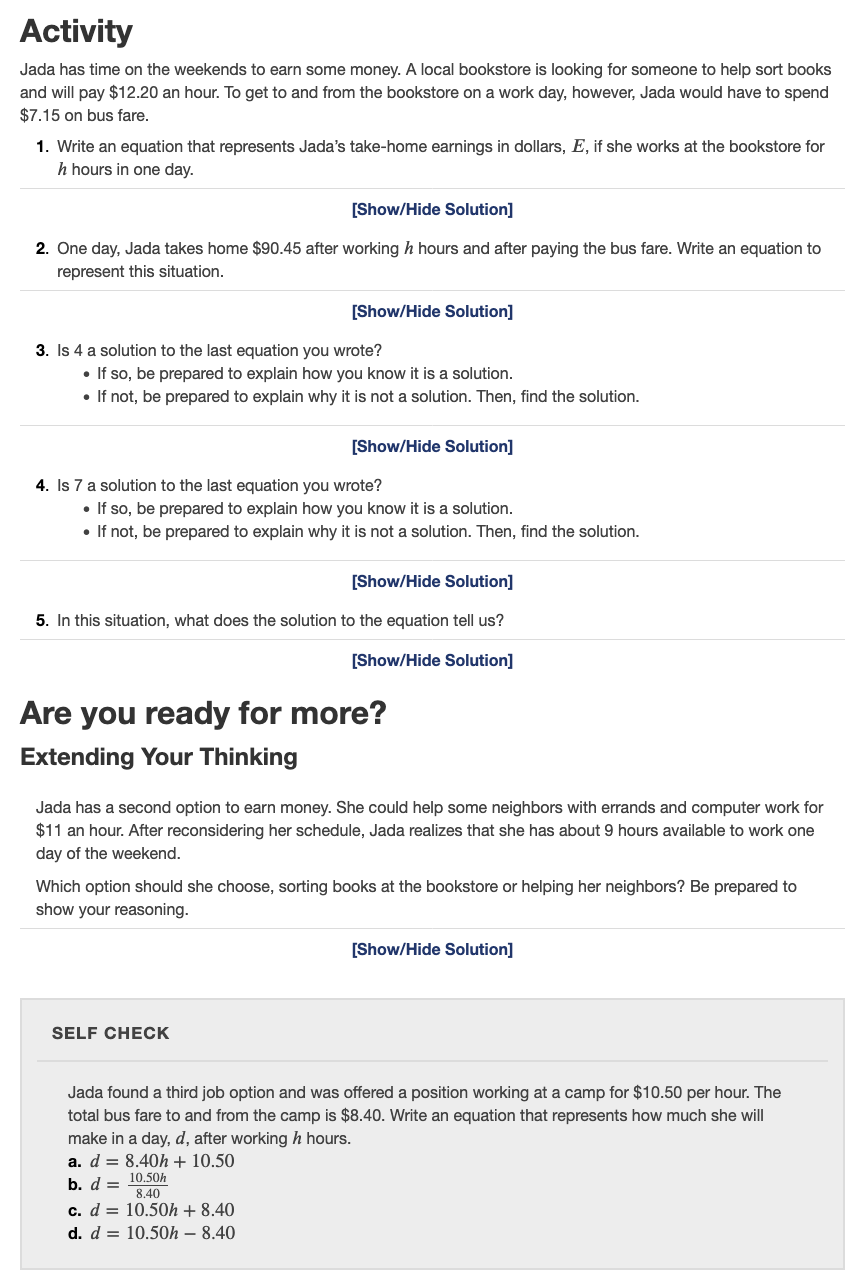 Activity
Jada has time on the weekends to earn some money. A local bookstore is looking for someone to help sort books
and will pay $12.20 an hour. To get to and from the bookstore on a work day, however, Jada would have to spend
$7.15 on bus fare.
1. Write an equation that represents Jada's take-home earnings in dollars, E, if she works at the bookstore for
h hours in one day.
[Show/Hide Solution]
2. One day, Jada takes home $90.45 after working h hours and after paying the bus fare. Write an equation to
represent this situation.
[Show/Hide Solution]
3. Is 4 a solution to the last equation you wrote?
• If so, be prepared to explain how you know it is a solution.
• If not, be prepared to explain why it is not a solution. Then, find the solution.
[Show/Hide Solution]
4. Is 7 a solution to the last equation you wrote?
• If so, be prepared to explain how you know it is a solution.
• If not, be prepared to explain why it is not a solution. Then, find the solution.
[Show/Hide Solution]
5. In this situation, what does the solution to the equation tell us?
[Show/Hide Solution]
Are you ready for more?
Extending Your Thinking
Jada has a second option to earn money. She could help some neighbors with errands and computer work for
$11 an hour. After reconsidering her schedule, Jada realizes that she has about 9 hours available to work one
day of the weekend.
Which option should she choose, sorting books at the bookstore or helping her neighbors? Be prepared to
show your reasoning.
[Show/Hide Solution]
SELF CHECK
Jada found a third job option and was offered a position working at a camp for $10.50 per hour. The
total bus fare to and from the camp is $8.40. Write an equation that represents how much she will
make in a day, d, after working h hours.
a. d = 8.40h + 10.50
b. d = 10.50h/8.40
c. d = 10.50h + 8.40
d. d = 10.50h − 8.40